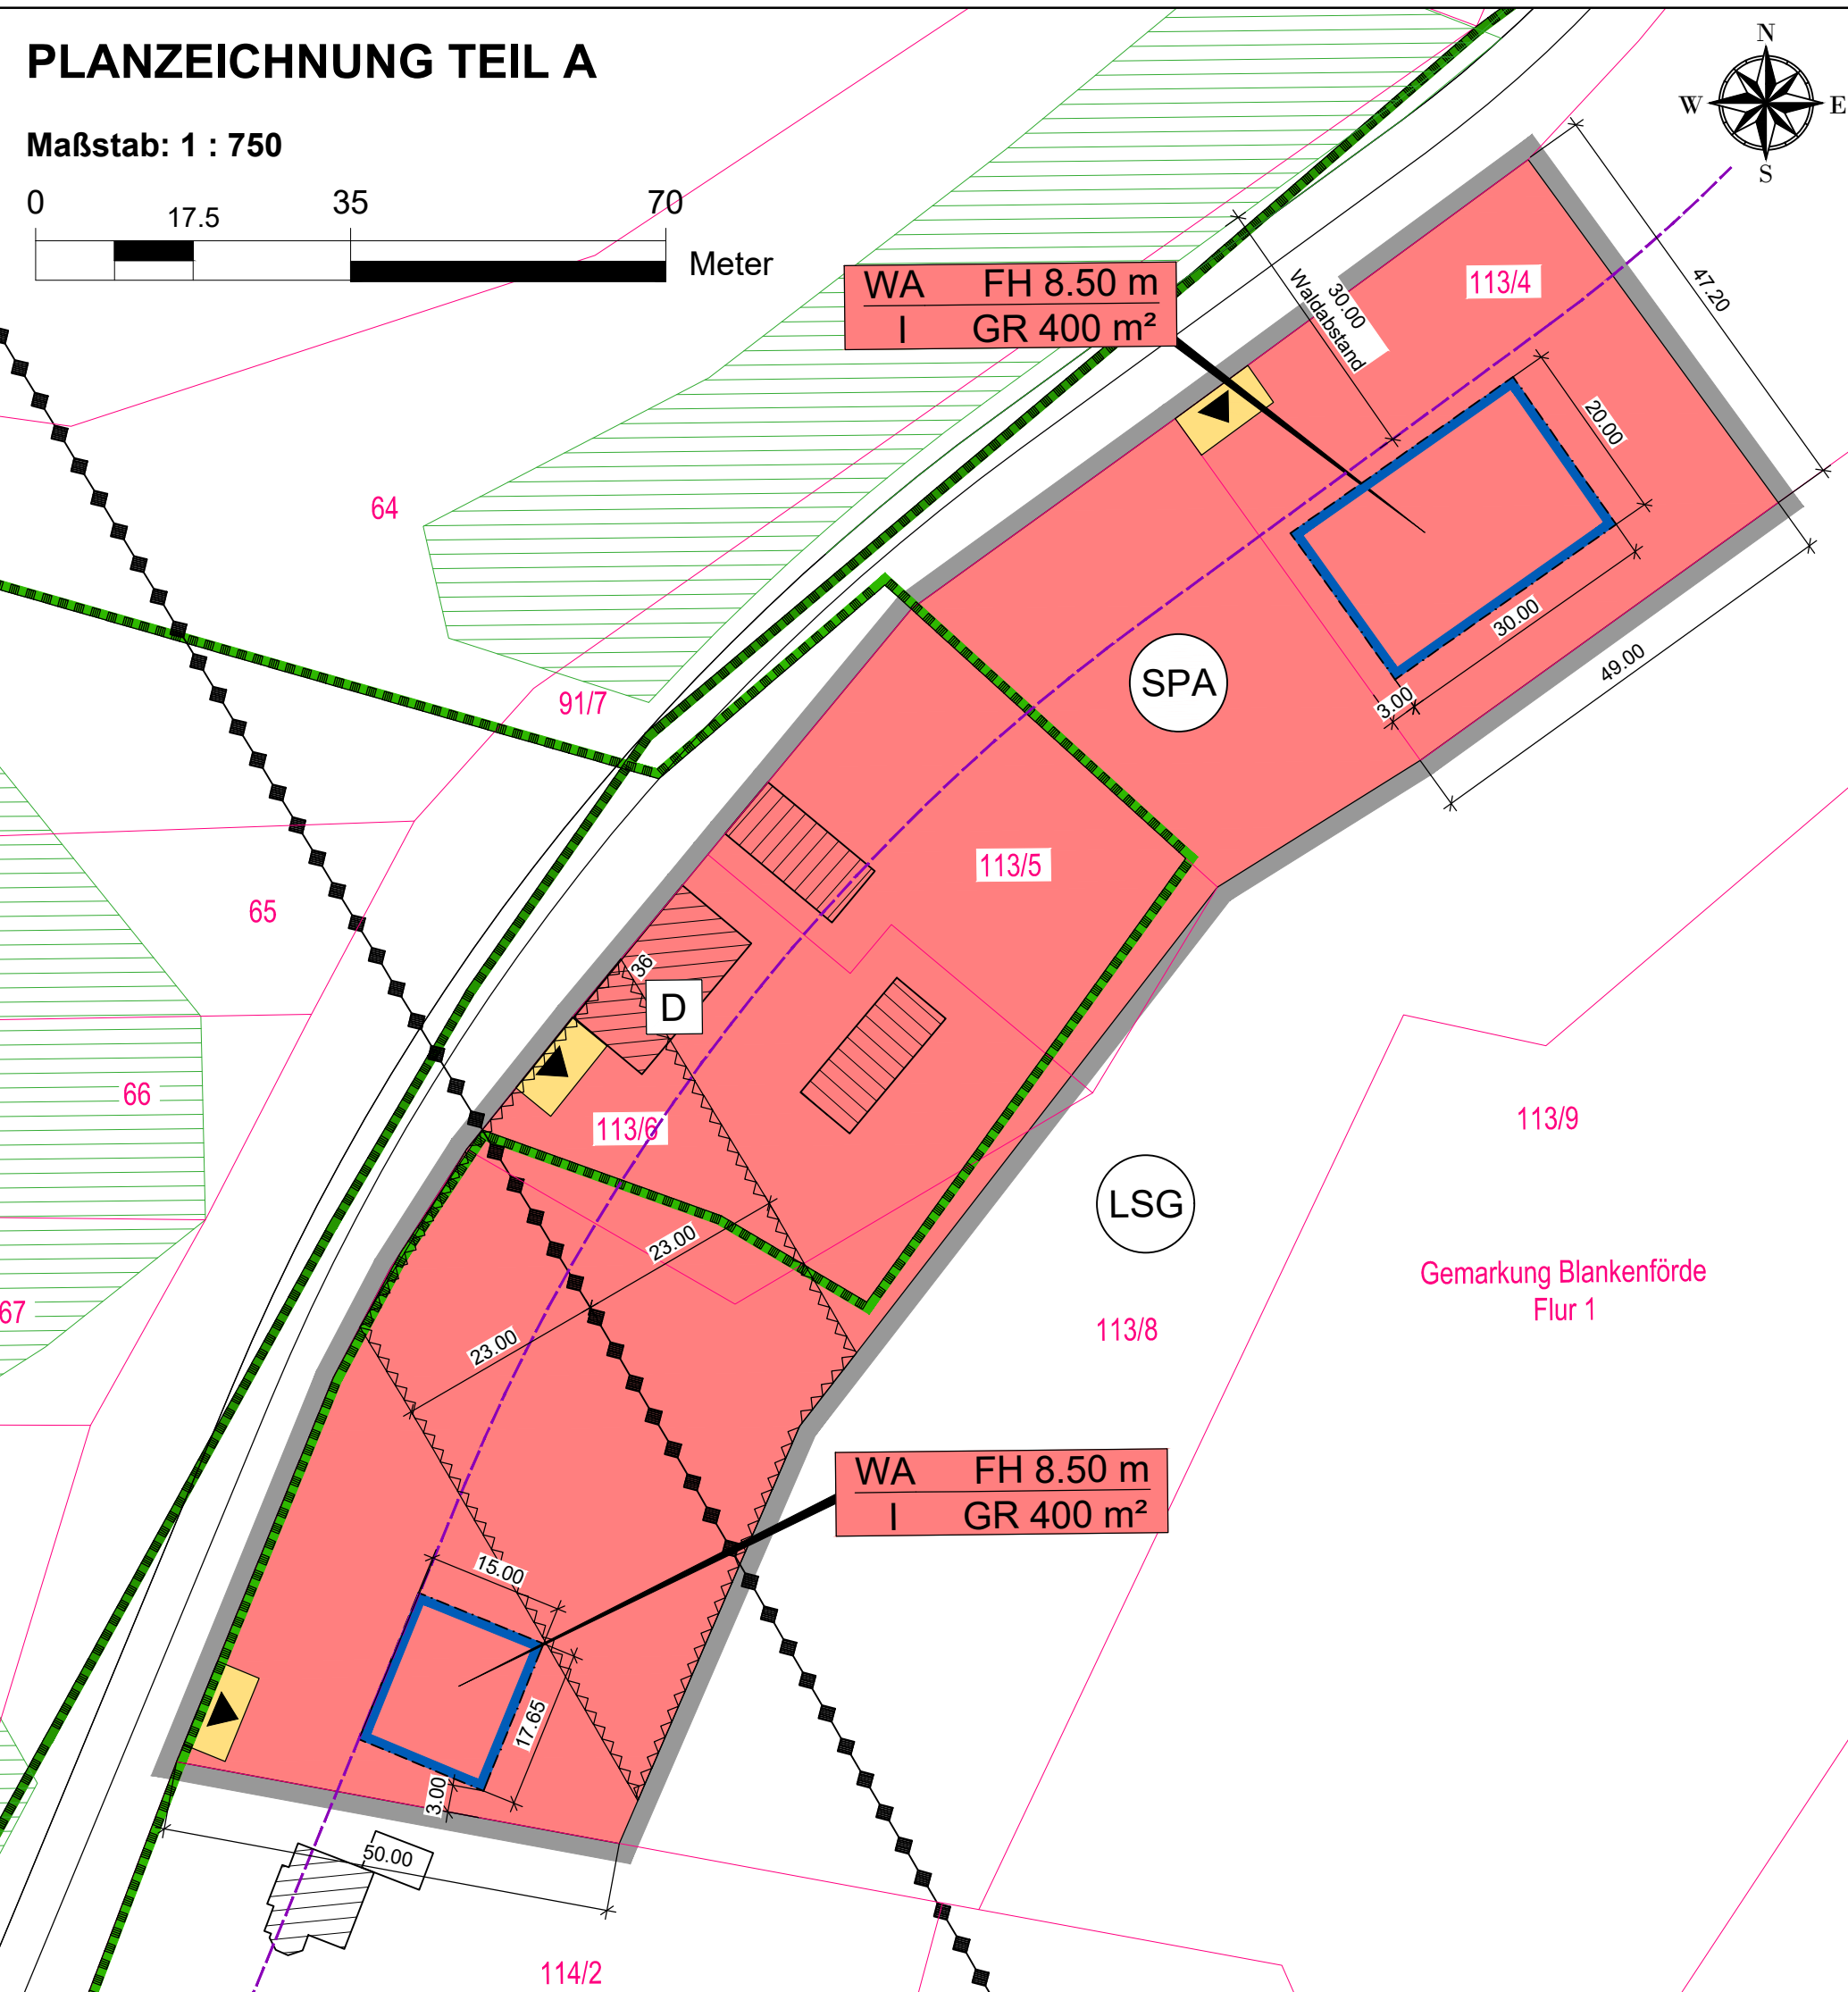 PLANZEICHNUNG TEIL A
Maßstab: 1 : 750
0
17.5
35
70
Meter
N
W
E
S
WA FH 8.50 m
I GR 400 m²
30.00
Waldabstand
113/4
47.20
20.00
30.00
3.00
49.00
64
91/7
SPA
113/5
65
36
D
66
113/6
113/9
LSG
23.00
23.00
67
113/8
Gemarkung Blankenförde
Flur 1
WA FH 8.50 m
I GR 400 m²
15.00
17.65
3.00
50.00
114/2